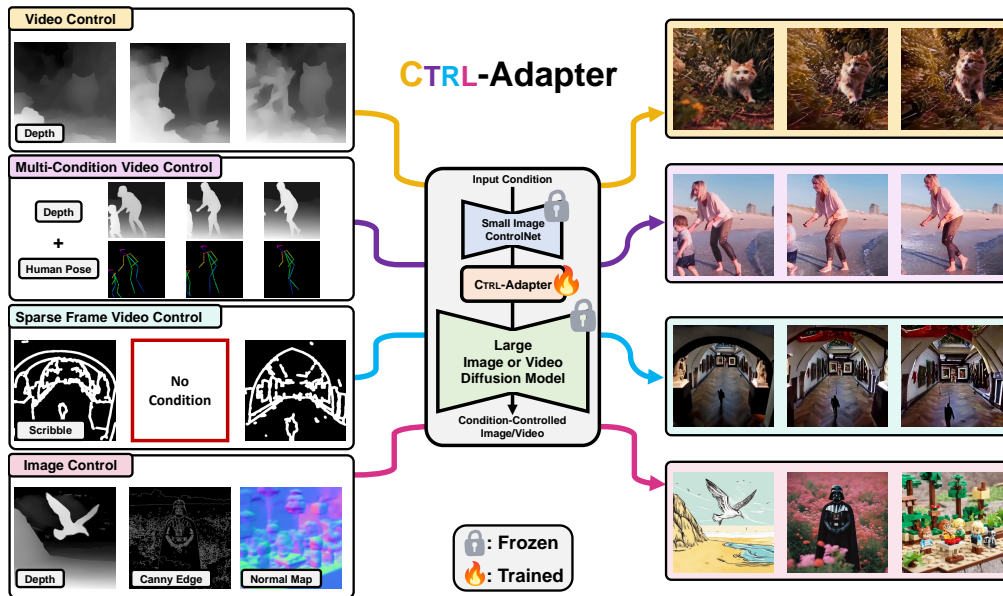 Video Control
Depth
Multi-Condition Video Control
Depth
+
Human Pose
Sparse Frame Video Control
Scribble
No
Condition
Image Control
Depth
Canny Edge
Normal Map
CTRL-Adapter
Input Condition
Small Image
ControlNet
CTRL-Adapter
Large
Image or Video
Diffusion Model
Condition-Controlled
Image/Video
: Frozen
: Trained